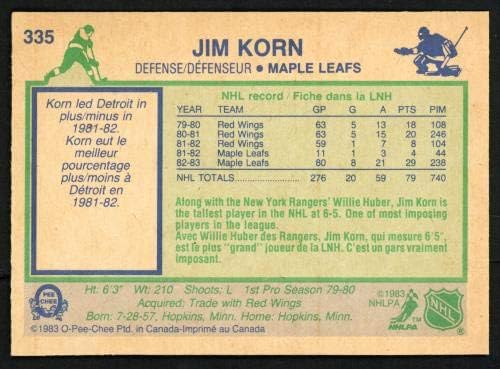 335
JIM KORN
DEFENSE/DÉFENSEUR • MAPLE LEAFS
Korn led Detroit in
plus/minus in
1981-82.
Korn eut le
meilleur
pourcentage
plus/moins à
Détroit en
1981-82.
NHL record / Fiche dans la LNH
YEAR TEAM GP G A PTS PIM
79-80 Red Wings 63 5 13 18 108
80-81 Red Wings 63 5 15 20 246
81-82 Red Wings 59 1 7 8 104
81-82 Maple Leafs 11 1 3 4 44
82-83 Maple Leafs 80 8 21 29 238
NHL TOTALS 276 20 59 79 740
Along with the New York Rangers' Willie Huber, Jim Korn is
the tallest player in the NHL at 6-5. One of most imposing
players in the league.
Avec Willie Huber des Rangers, Jim Korn, qui mesure 6'5",
est le plus "grand" joueur de la LNH. C'est un gars vraiment
imposant.
O PEE CHEE
Ht: 6'3" Wt: 210 Shoots: L 1st Pro Season 79-80
Acquired: Trade with Red Wings
Born: 7-28-57, Hopkins, Minn. Home: Hopkins, Minn.
© 1983 O-Pee-Chee Ptd. in Canada-Imprimé au Canada
© 1983
NHLPA
TM
NHLPA
NHL
®